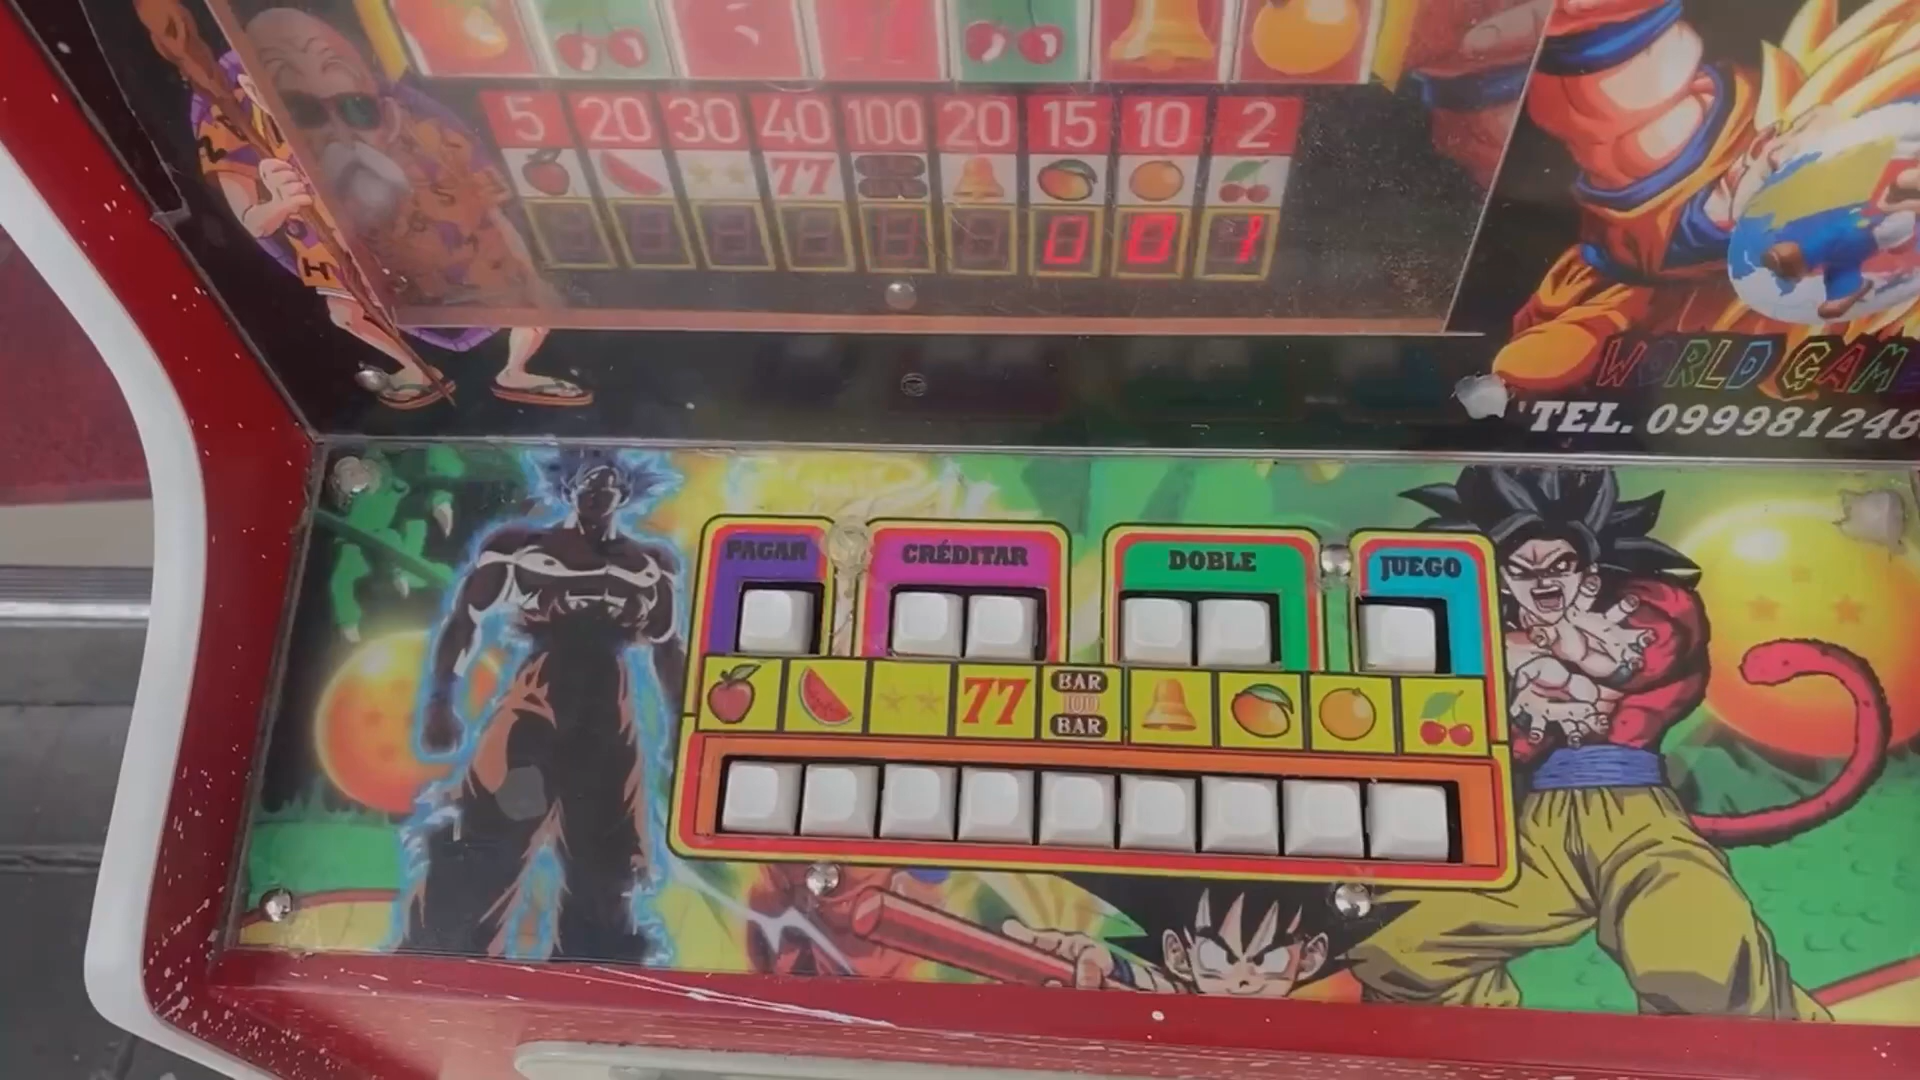 5 20 30 40 100 20 15 10 2
77
0 0
WORLD GAME
TEL. 099981248
PAGAR CRÉDITAR DOBLE JUEGO
77 BAR
100
BAR